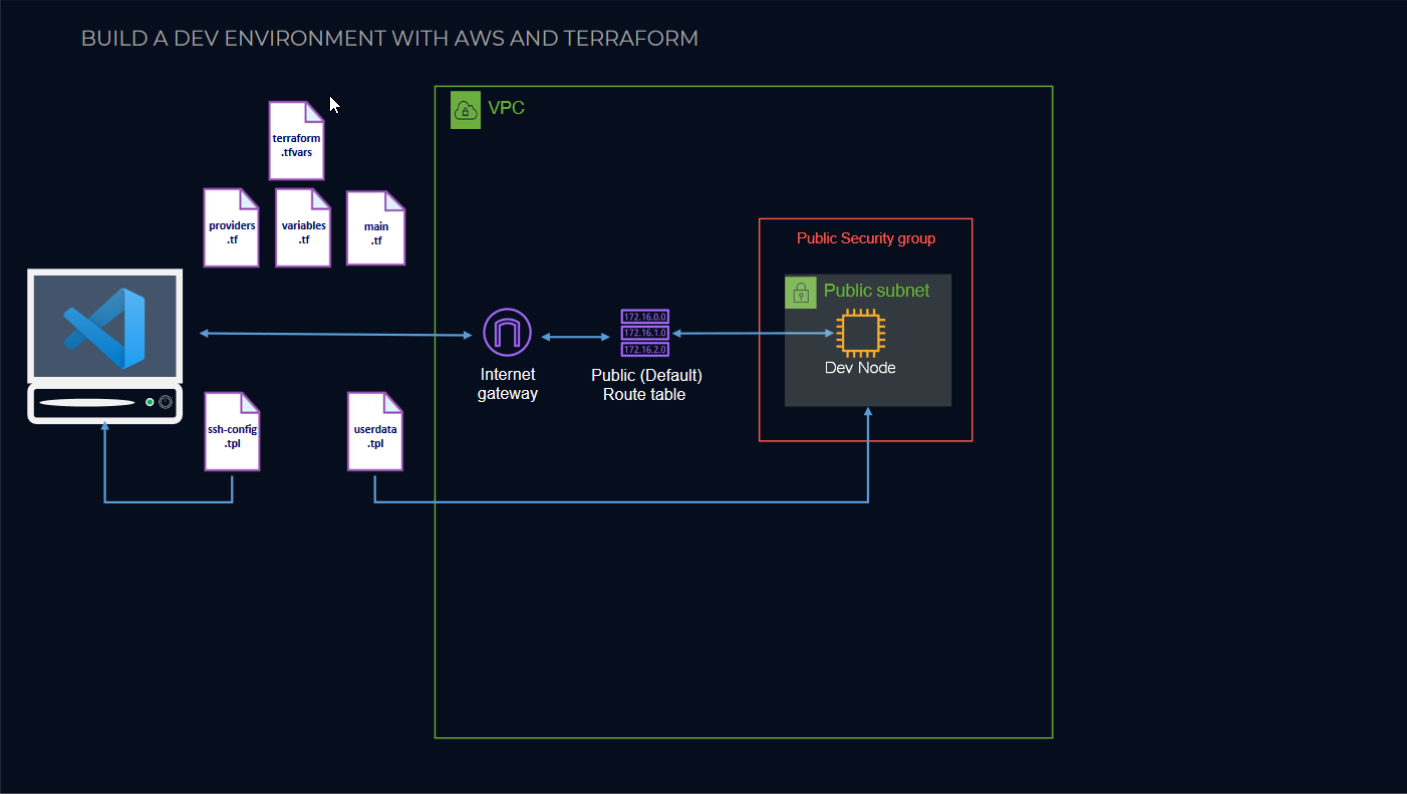 BUILD A DEV ENVIRONMENT WITH AWS AND TERRAFORM
terraform
.tfvars
VPC
providers
.tf
variables
.tf
main
.tf
Public Security group
Public subnet
172.16.0.0
172.16.1.0
172.16.2.0
Dev Node
Internet
gateway
Public (Default)
Route table
ssh-config
.tpl
userdata
.tpl